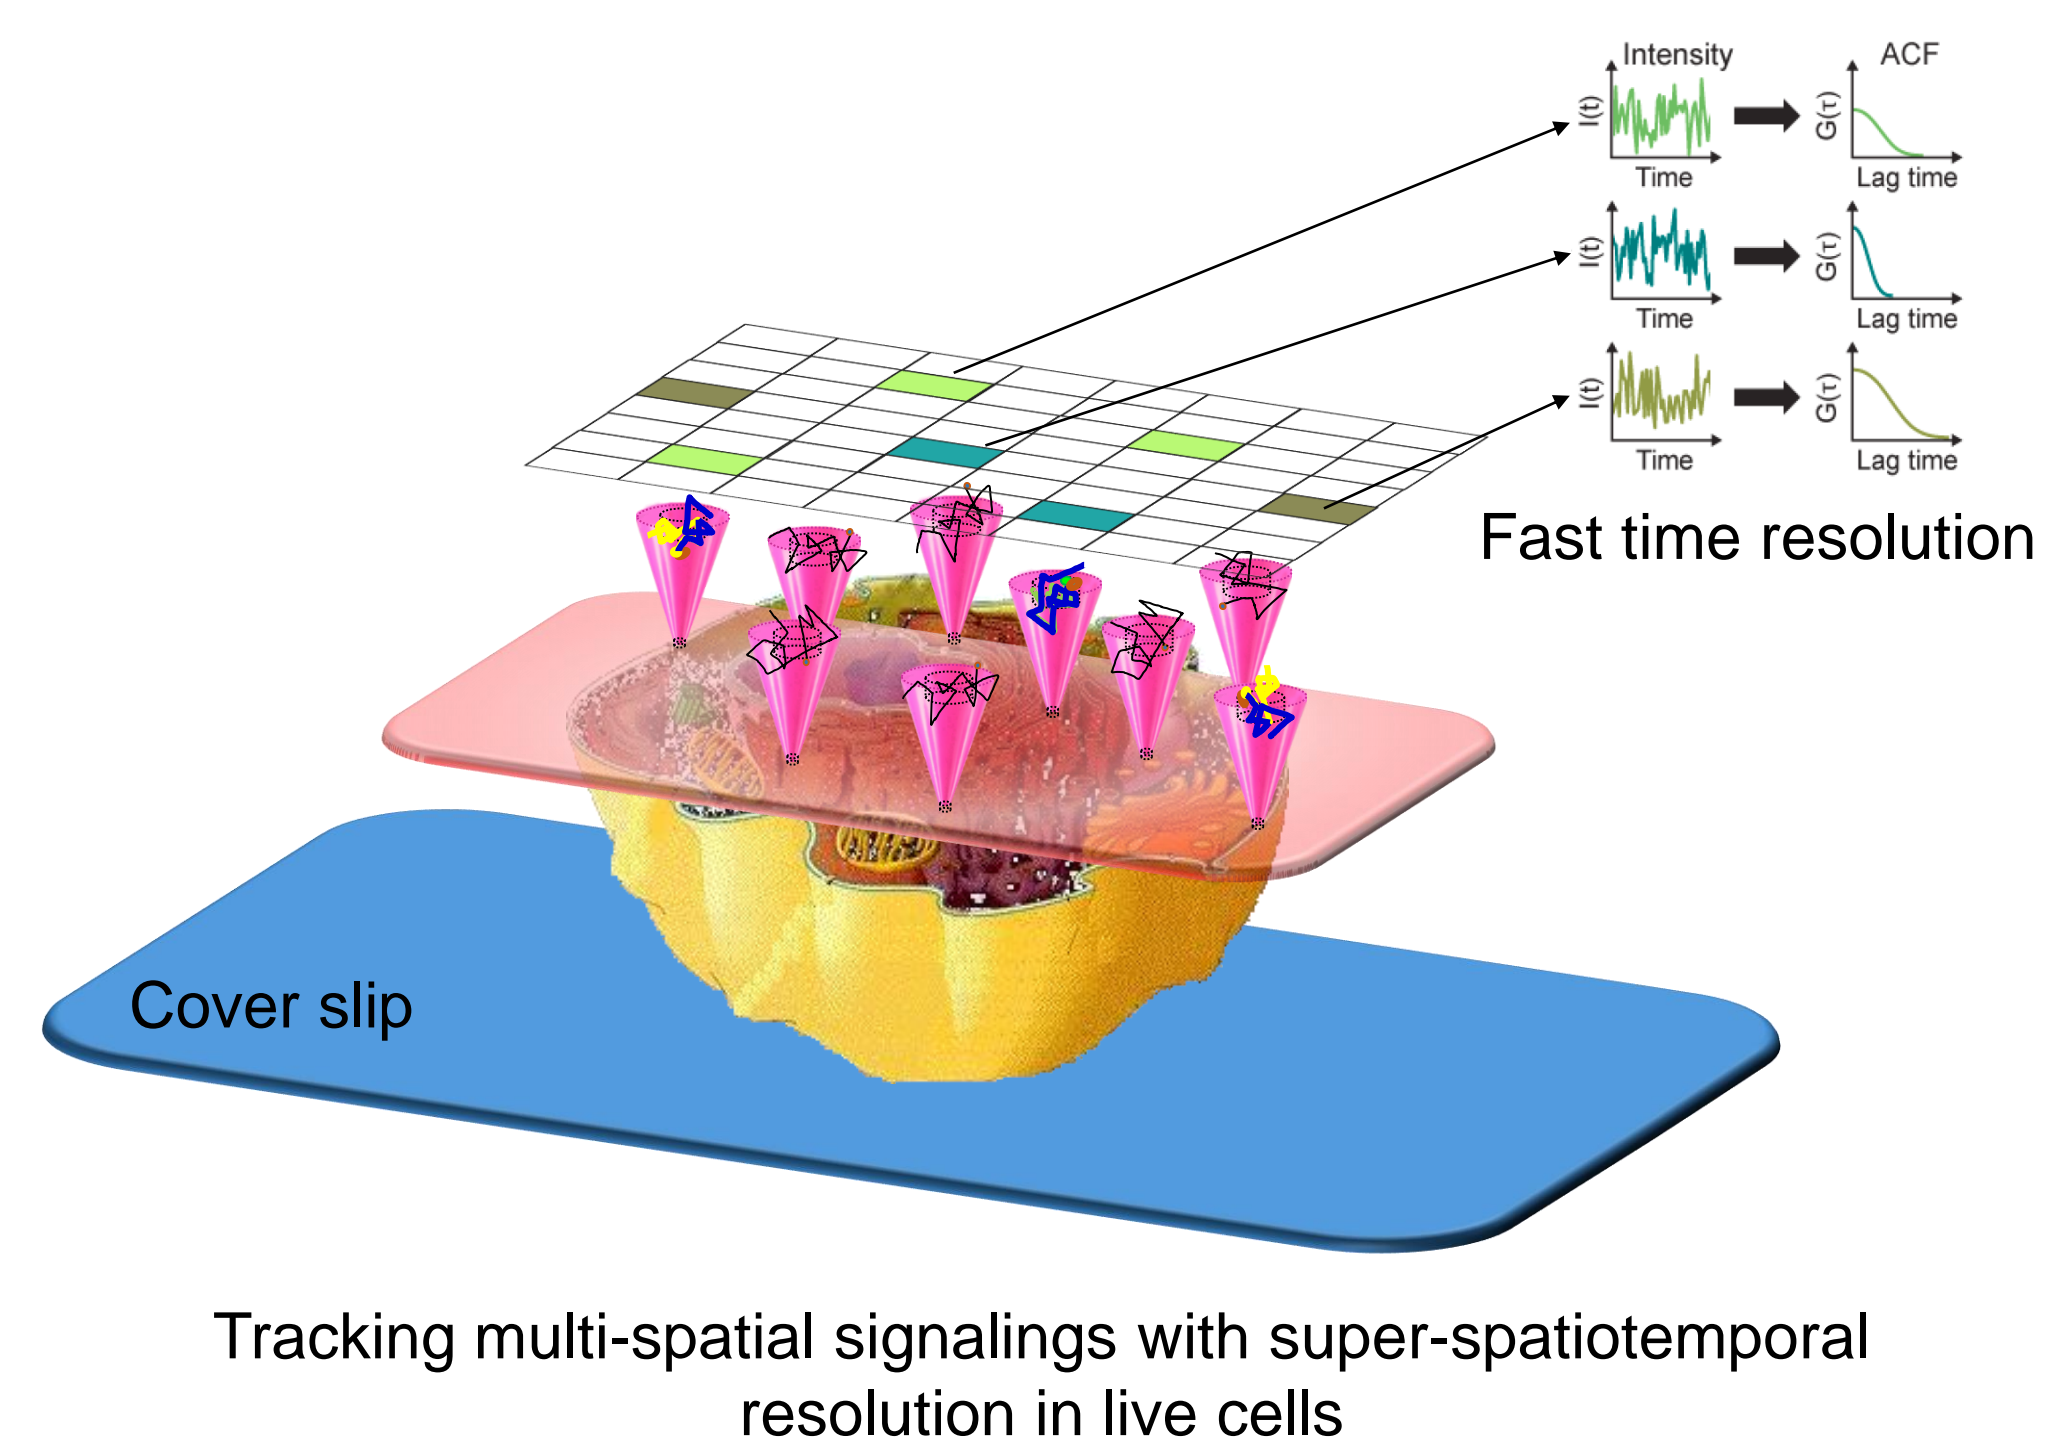 Intensity
ACF
I(t)
G(τ)
Time
Lag time
I(t)
G(τ)
Time
Lag time
I(t)
G(τ)
Time
Lag time
Fast time resolution
Cover slip
Tracking multi-spatial signalings with super-spatiotemporal
resolution in live cells